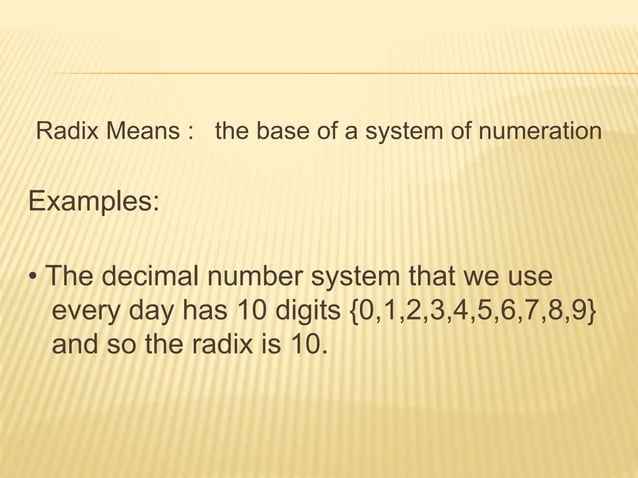 Radix Means :   the base of a system of numeration
Examples:
• The decimal number system that we use
every day has 10 digits {0,1,2,3,4,5,6,7,8,9}
and so the radix is 10.